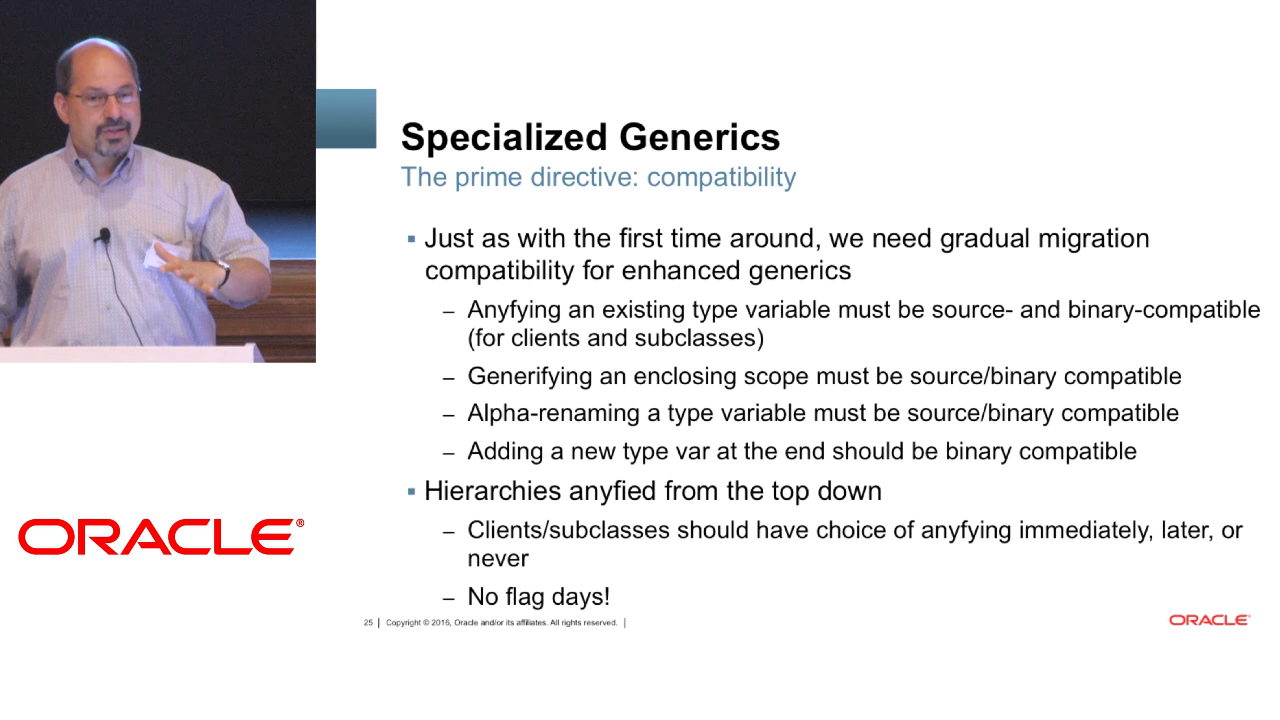 Specialized Generics
The prime directive: compatibility
▪ Just as with the first time around, we need gradual migration
compatibility for enhanced generics
– Anyfying an existing type variable must be source- and binary-compatible
(for clients and subclasses)
– Generifying an enclosing scope must be source/binary compatible
– Alpha-renaming a type variable must be source/binary compatible
– Adding a new type var at the end should be binary compatible
▪ Hierarchies anyfied from the top down
– Clients/subclasses should have choice of anyfying immediately, later, or
never
– No flag days!
ORACLE®
25 | Copyright © 2016, Oracle and/or its affiliates. All rights reserved. |
ORACLE®